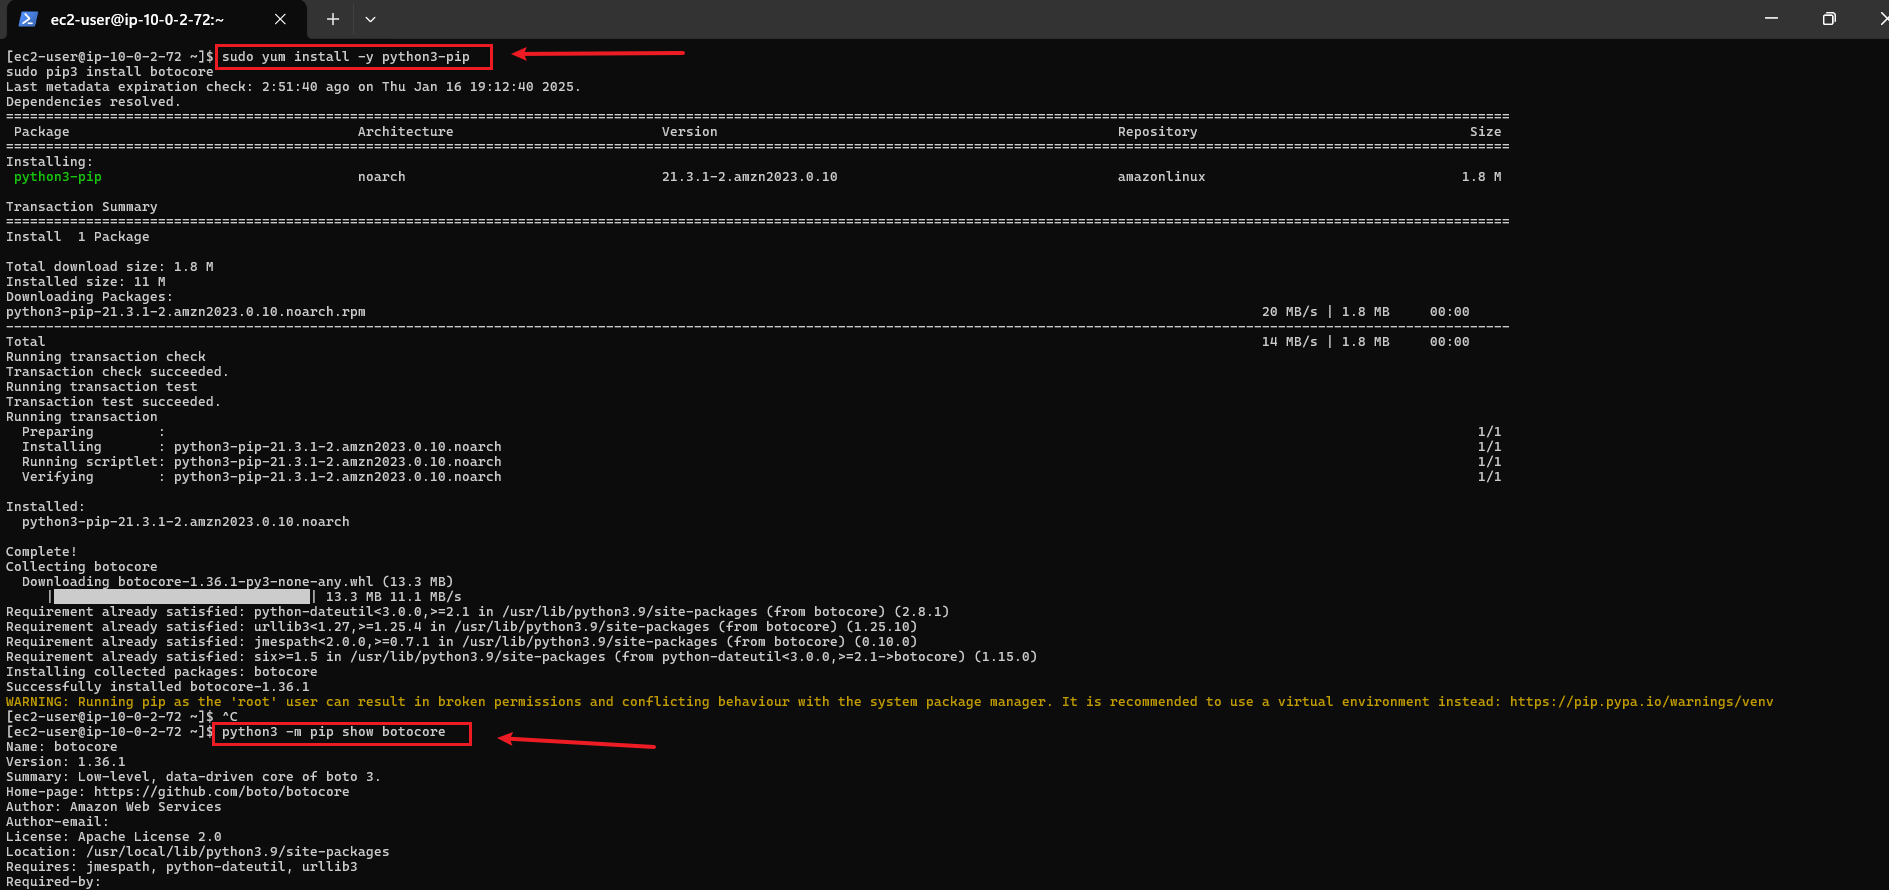 ec2-user@ip-10-0-2-72:~
[ec2-user@ip-10-0-2-72 ~]$ sudo yum install -y python3-pip
sudo pip3 install botocore
Last metadata expiration check: 2:51:40 ago on Thu Jan 16 19:12:40 2025.
Dependencies resolved.
================================================================================
Package Architecture Version Repository Size
================================================================================
Installing:
python3-pip noarch 21.3.1-2.amzn2023.0.10 amazonlinux 1.8 M
Transaction Summary
================================================================================
Install 1 Package
Total download size: 1.8 M
Installed size: 11 M
Downloading Packages:
python3-pip-21.3.1-2.amzn2023.0.10.noarch.rpm 20 MB/s | 1.8 MB 00:00
--------------------------------------------------------------------------------
Total 14 MB/s | 1.8 MB 00:00
Running transaction check
Transaction check succeeded.
Running transaction test
Transaction test succeeded.
Running transaction
Preparing : 1/1
Installing : python3-pip-21.3.1-2.amzn2023.0.10.noarch 1/1
Running scriptlet: python3-pip-21.3.1-2.amzn2023.0.10.noarch 1/1
Verifying : python3-pip-21.3.1-2.amzn2023.0.10.noarch 1/1
Installed:
python3-pip-21.3.1-2.amzn2023.0.10.noarch
Complete!
Collecting botocore
Downloading botocore-1.36.1-py3-none-any.whl (13.3 MB)
| | 13.3 MB 11.1 MB/s
Requirement already satisfied: python-dateutil<3.0.0,>=2.1 in /usr/lib/python3.9/site-packages (from botocore) (2.8.1)
Requirement already satisfied: urllib3<1.27,>=1.25.4 in /usr/lib/python3.9/site-packages (from botocore) (1.25.10)
Requirement already satisfied: jmespath<2.0.0,>=0.7.1 in /usr/lib/python3.9/site-packages (from botocore) (0.10.0)
Requirement already satisfied: six>=1.5 in /usr/lib/python3.9/site-packages (from python-dateutil<3.0.0,>=2.1->botocore) (1.15.0)
Installing collected packages: botocore
Successfully installed botocore-1.36.1
WARNING: Running pip as the 'root' user can result in broken permissions and conflicting behaviour with the system package manager. It is recommended to use a virtual environment instead: https://pip.pypa.io/warnings/venv
[ec2-user@ip-10-0-2-72 ~]$ ^C
[ec2-user@ip-10-0-2-72 ~]$ python3 -m pip show botocore
Name: botocore
Version: 1.36.1
Summary: Low-level, data-driven core of boto 3.
Home-page: https://github.com/boto/botocore
Author: Amazon Web Services
Author-email:
License: Apache License 2.0
Location: /usr/local/lib/python3.9/site-packages
Requires: jmespath, python-dateutil, urllib3
Required-by: